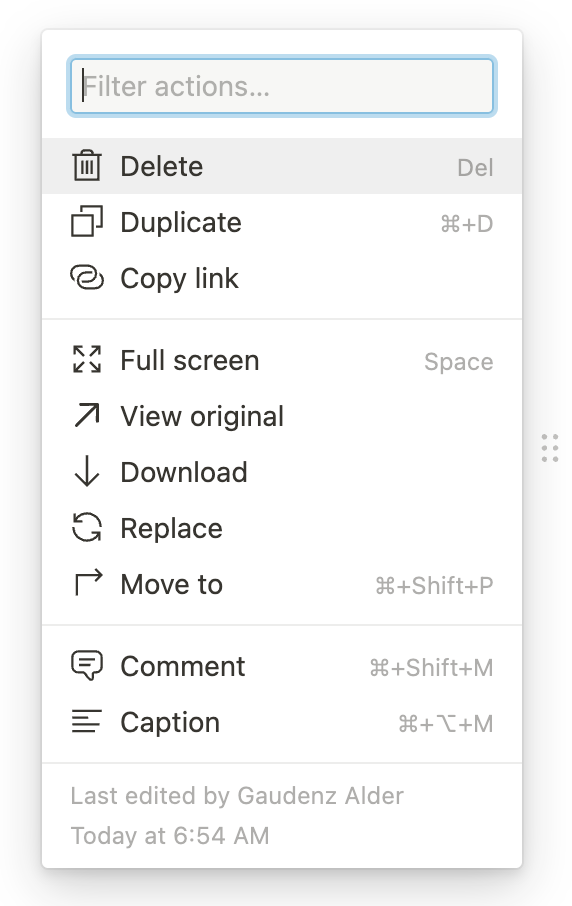 Filter actions...
Delete Del
Duplicate ⌘+D
Copy link
Full screen Space
View original
Download
Replace
Move to ⌘+Shift+P
Comment ⌘+Shift+M
Caption ⌘+⌥+M
Last edited by Gaudenz Alder
Today at 6:54 AM